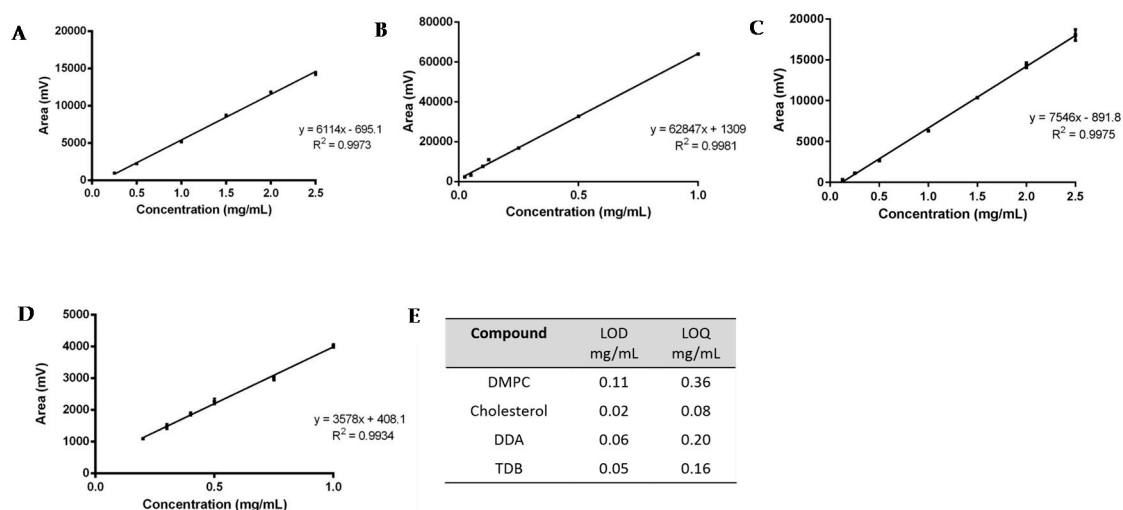 A
20000
15000
10000
5000
0
Area (mV)
0.0 0.5 1.0 1.5 2.0 2.5
Concentration (mg/mL)
y = 6114x - 695.1
R² = 0.9973
B
80000
60000
40000
20000
0
Area (mV)
0.0 0.5 1.0
Concentration (mg/mL)
y = 62847x + 1309
R² = 0.9981
C
20000
15000
10000
5000
0
Area (mV)
0.0 0.5 1.0 1.5 2.0 2.5
Concentration (mg/mL)
y = 7546x - 891.8
R² = 0.9975
D
5000
4000
3000
2000
1000
0
Area (mV)
0.0 0.5 1.0
Concentration (mg/mL)
y = 3578x + 408.1
R² = 0.9934
E
Compound LOD LOQ
mg/mL mg/mL
DMPC 0.11 0.36
Cholesterol 0.02 0.08
DDA 0.06 0.20
TDB 0.05 0.16